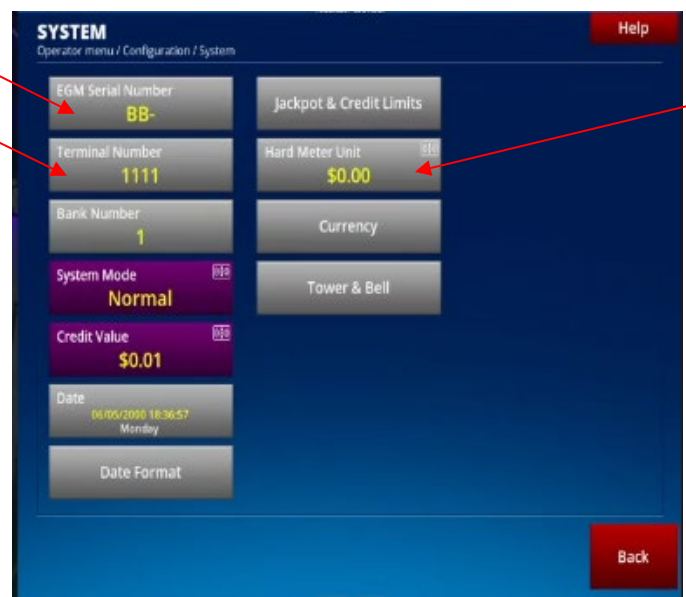 SYSTEM
Help
Operator menu / Configuration / System
EGM Serial Number
BB-
Terminal Number
1111
Bank Number
1
System Mode
Normal
Credit Value
$0.01
Date
06/05/2000 18:36:57
Monday
Date Format
Jackpot & Credit Limits
Hard Meter Unit
$0.00
Currency
Tower & Bell
Back